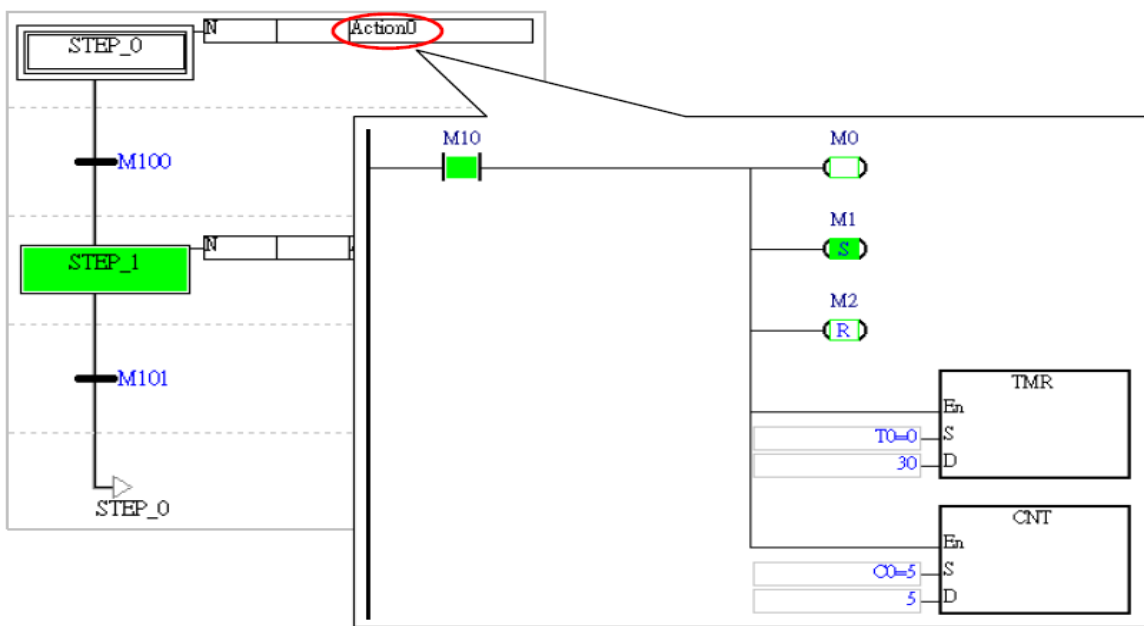 N
Action0
STEP_0
M100
N
STEP_1
M101
STEP_0
M10
M0
M1
S
M2
R
TMR
En
T0=0 S
30 D
CNT
En
C0=5 S
5 D